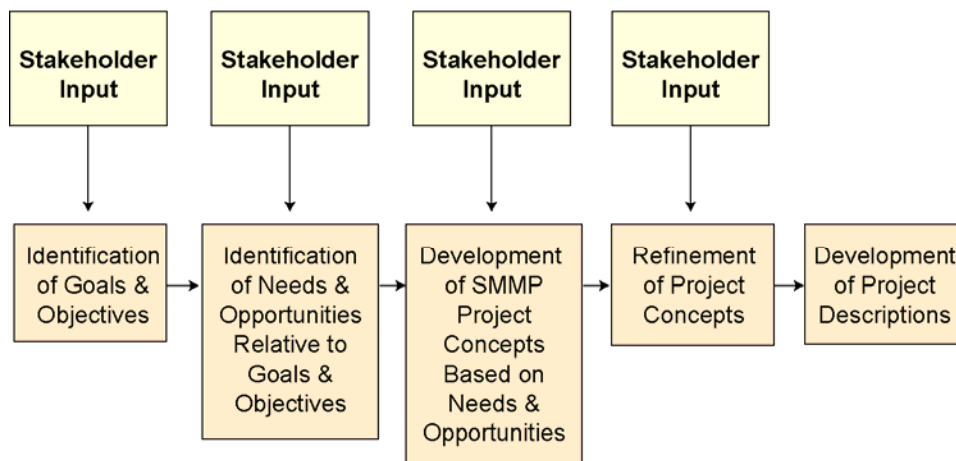 Stakeholder
Input
Stakeholder
Input
Stakeholder
Input
Stakeholder
Input
Identification
of Goals &
Objectives
Identification
of Needs &
Opportunities
Relative to
Goals &
Objectives
Development
of SMMP
Project
Concepts
Based on
Needs &
Opportunities
Refinement
of Project
Concepts
Development
of Project
Descriptions